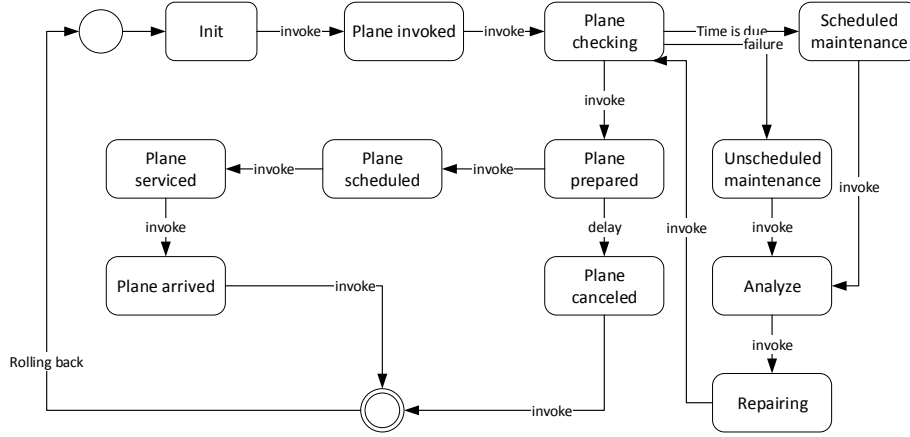 Init
invoke
Plane invoked
invoke
Plane
checking
Time is due
failure
Scheduled
maintenance
invoke
Plane
serviced
invoke
Plane
scheduled
invoke
Plane
prepared
Unscheduled
maintenance
invoke
invoke
delay
invoke
invoke
Plane arrived
invoke
Plane
canceled
Analyze
invoke
Rolling back
invoke
Repairing